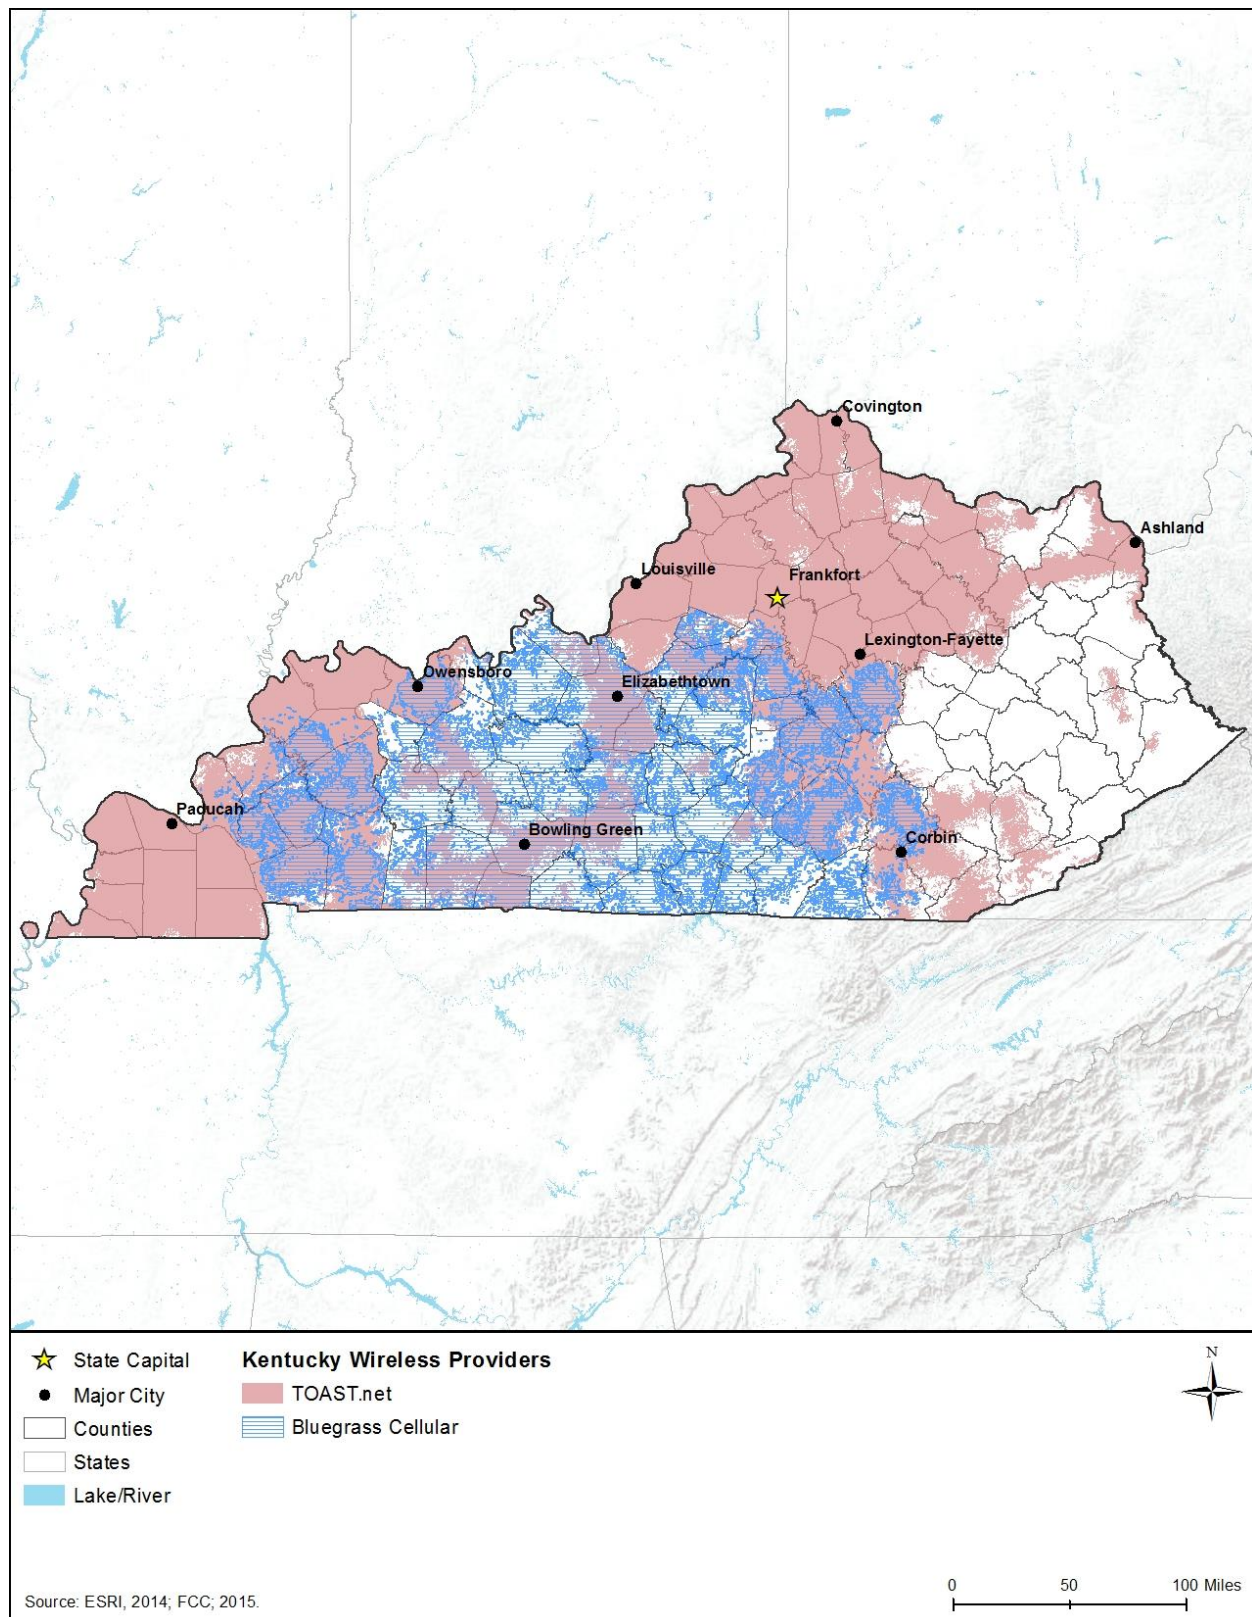 Covington
Ashland
Louisville
Frankfort
Lexington-Fayette
Owensboro
Elizabethtown
Paducah
Bowling Green
Corbin
State Capital
Major City
Counties
States
Lake/River
Kentucky Wireless Providers
TOAST.net
Bluegrass Cellular
N
0 50 100 Miles
Source: ESRI, 2014; FCC; 2015.